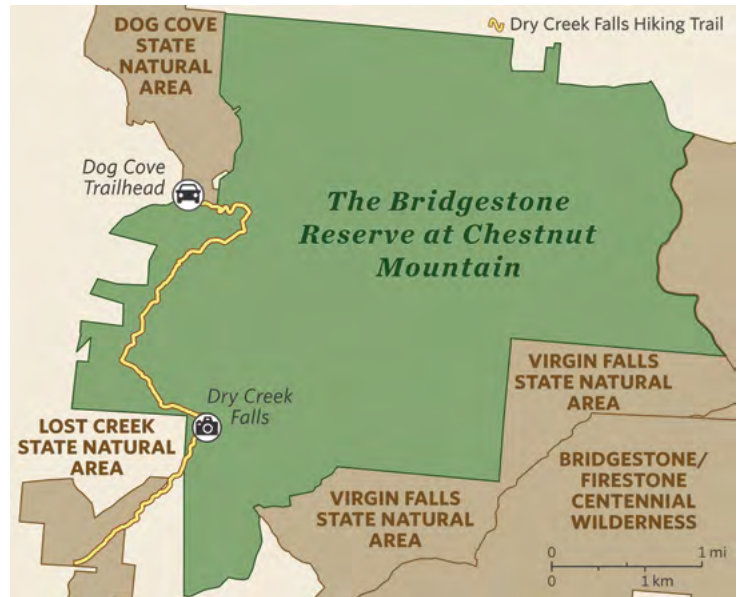 DOG COVE
STATE
NATURAL
AREA
Dry Creek Falls Hiking Trail
Dog Cove
Trailhead
The Bridgestone
Reserve at Chestnut
Mountain
Dry Creek
Falls
LOST CREEK
STATE NATURAL
AREA
VIRGIN FALLS
STATE NATURAL
AREA
BRIDGESTONE/
FIRESTONE
CENTENNIAL
WILDERNESS
VIRGIN FALLS
STATE NATURAL
AREA
0 1 mi
0 1 km